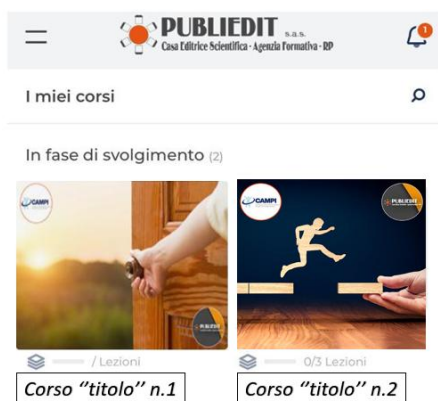 PUBLIEDIT s.a.s.
Casa Editrice Scientifica - Agenzia Formativa - RP
1
I miei corsi
In fase di svolgimento (2)
CAMPI
PUBLIEDIT
CAMPI
PUBLIEDIT
/ Lezioni
0/3 Lezioni
Corso ‘‘titolo’’ n.1
Corso ‘‘titolo’’ n.2